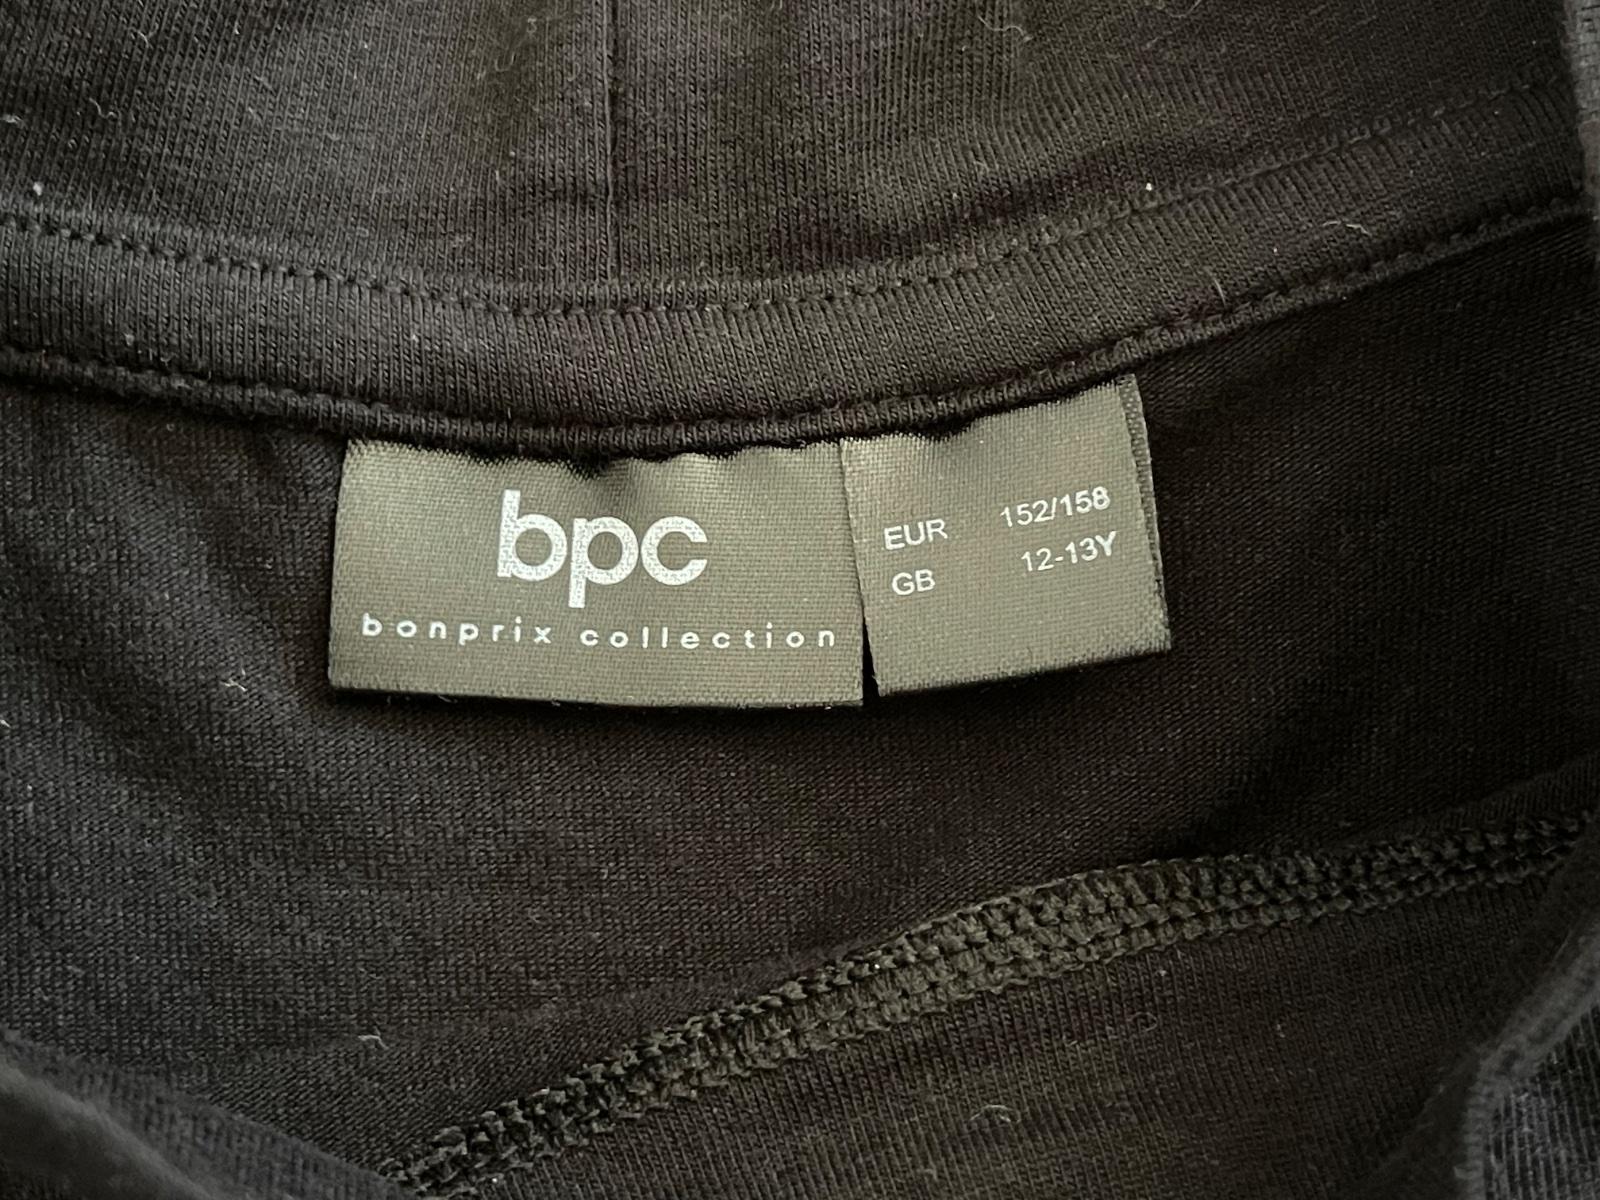 bpc
bonprix collection
EUR 152/158
GB 12-13Y